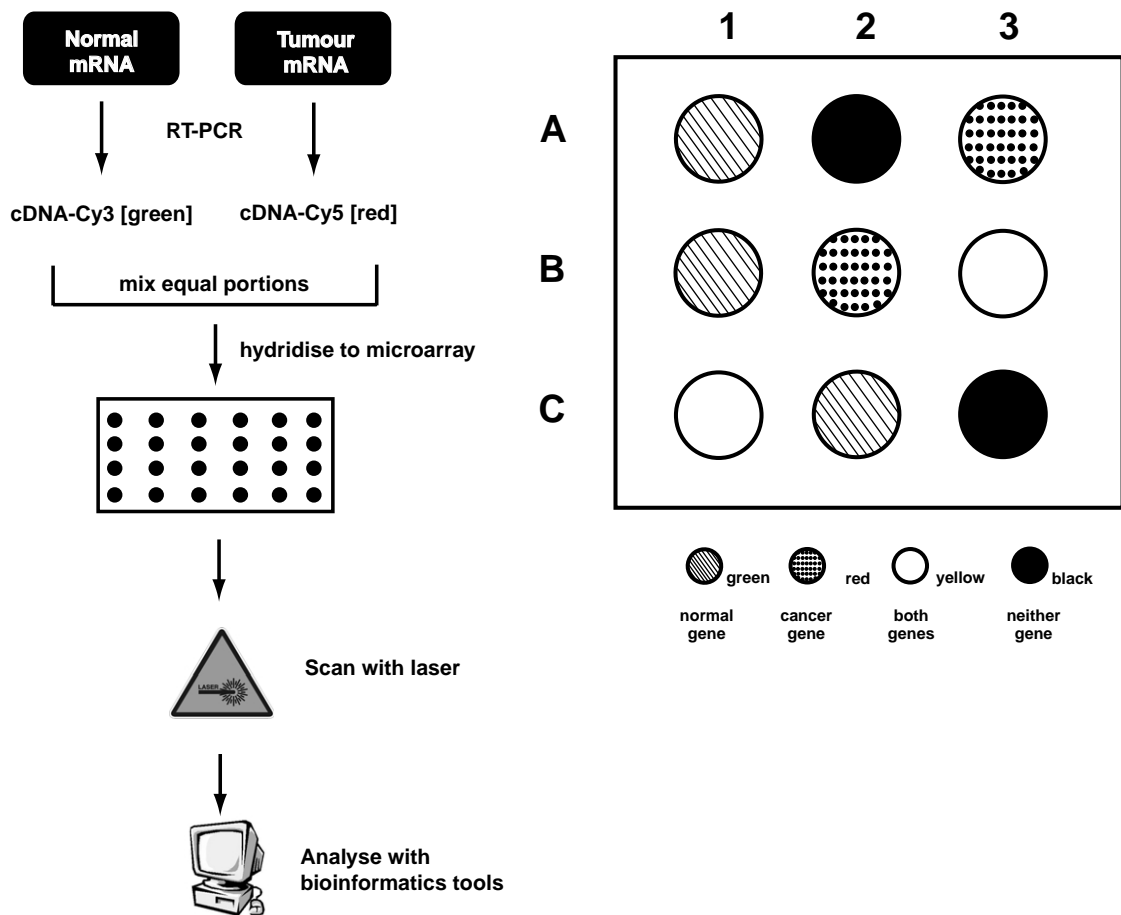 Normal
mRNA
Tumour
mRNA
RT-PCR
cDNA-Cy3 [green]
cDNA-Cy5 [red]
mix equal portions
hydridise to microarray
LASER
Scan with laser
Analyse with
bioinformatics tools
1 2 3
A
B
C
green red yellow black
normal
gene
cancer
gene
both
genes
neither
gene